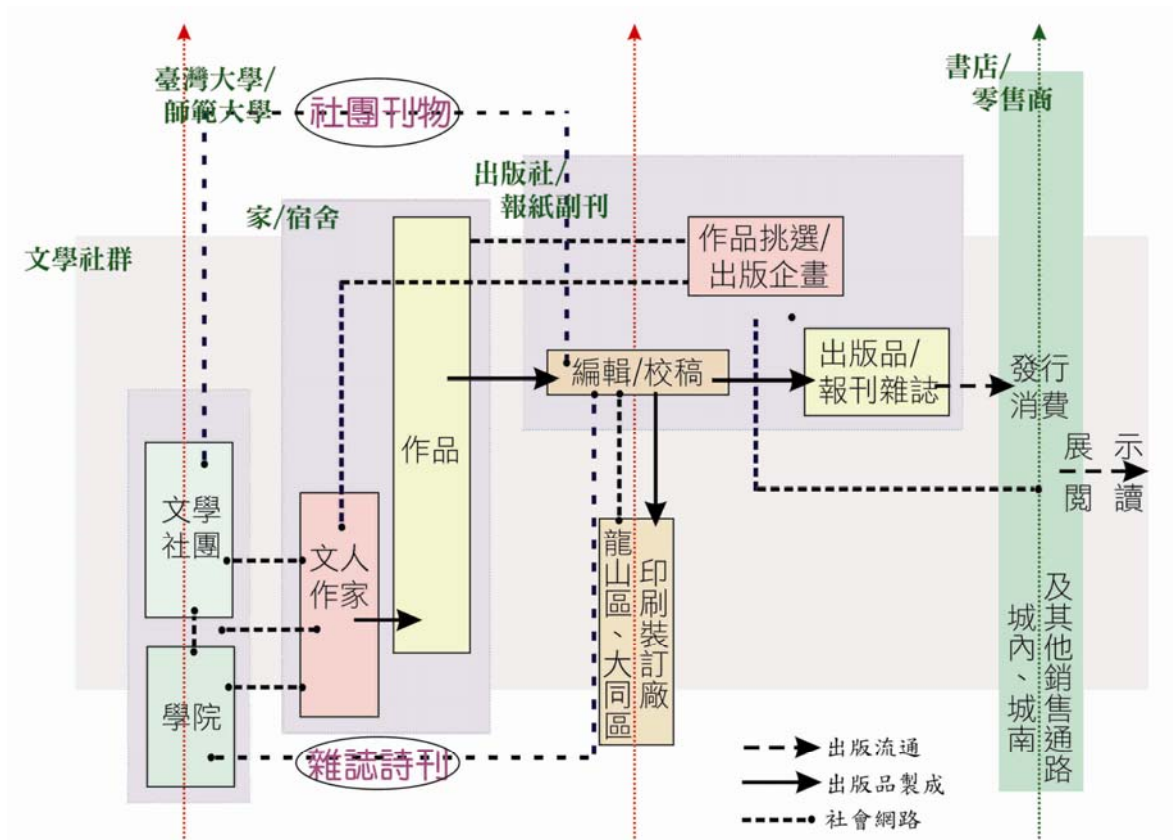 臺灣大學/
師範大學
社團刊物
書店/
零售商
出版社/
報紙副刊
家/宿舍
文學社群
作品挑選/
出版企畫
編輯/校稿
出版品/
報刊雜誌
發行
消費
展示
閱讀
作品
文學
社團
文人
作家
學院
龍山區、大同區
印刷裝訂廠
城內、城南
及其他銷售通路
雜誌詩刊
出版流通
出版品製成
社會網路